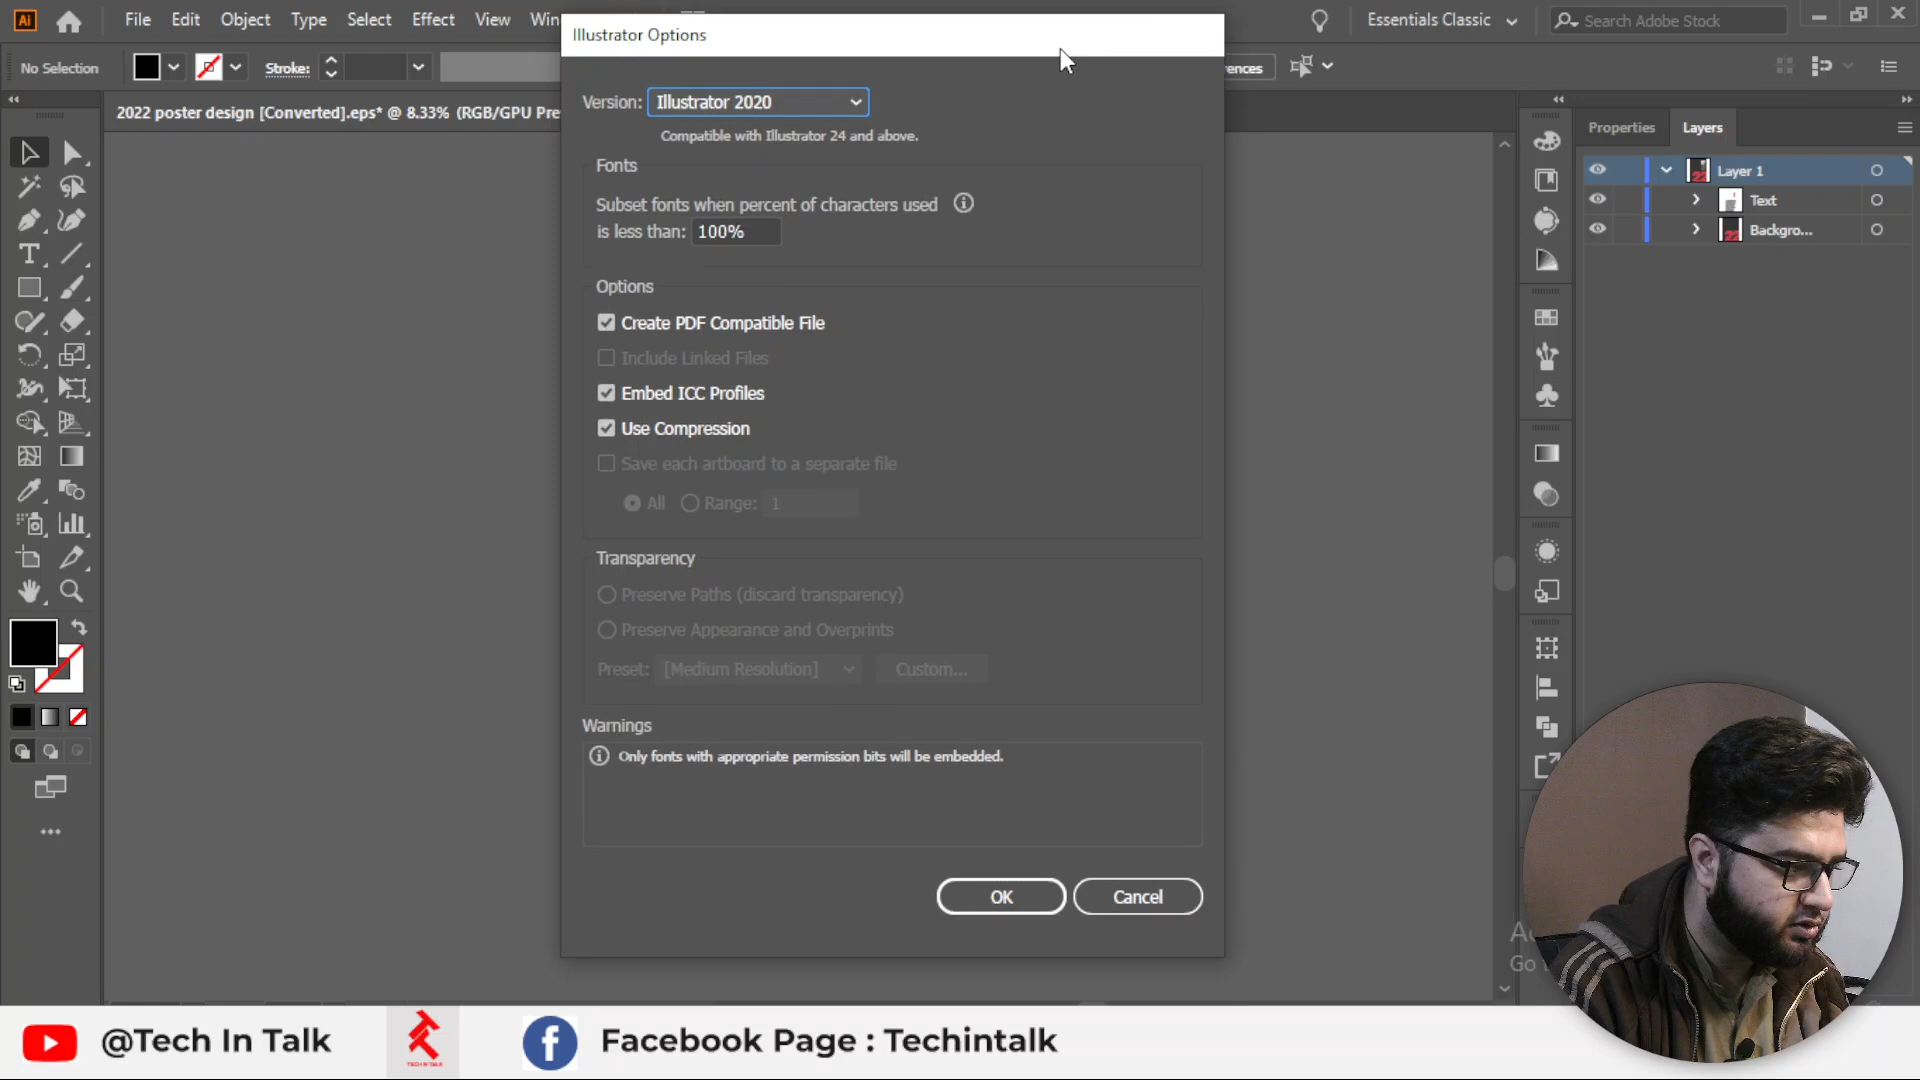 Ai File Edit Object Type Select Effect View Win
Illustrator Options
Essentials Classic
Search Adobe Stock
No Selection
Stroke:
rences
2022 poster design [Converted].eps* @ 8.33% (RGB/GPU Pre
Version: Illustrator 2020
Compatible with Illustrator 24 and above.
Fonts
Subset fonts when percent of characters used
is less than: 100%
Options
Create PDF Compatible File
Include Linked Files
Embed ICC Profiles
Use Compression
Save each artboard to a separate file
All Range: 1
Transparency
Preserve Paths (discard transparency)
Preserve Appearance and Overprints
Preset: [Medium Resolution] Custom...
Warnings
Only fonts with appropriate permission bits will be embedded.
OK Cancel
Properties Layers
Layer 1
Text
Backgro...
Go
@Tech In Talk
TECH IN TALK
Facebook Page : Techintalk